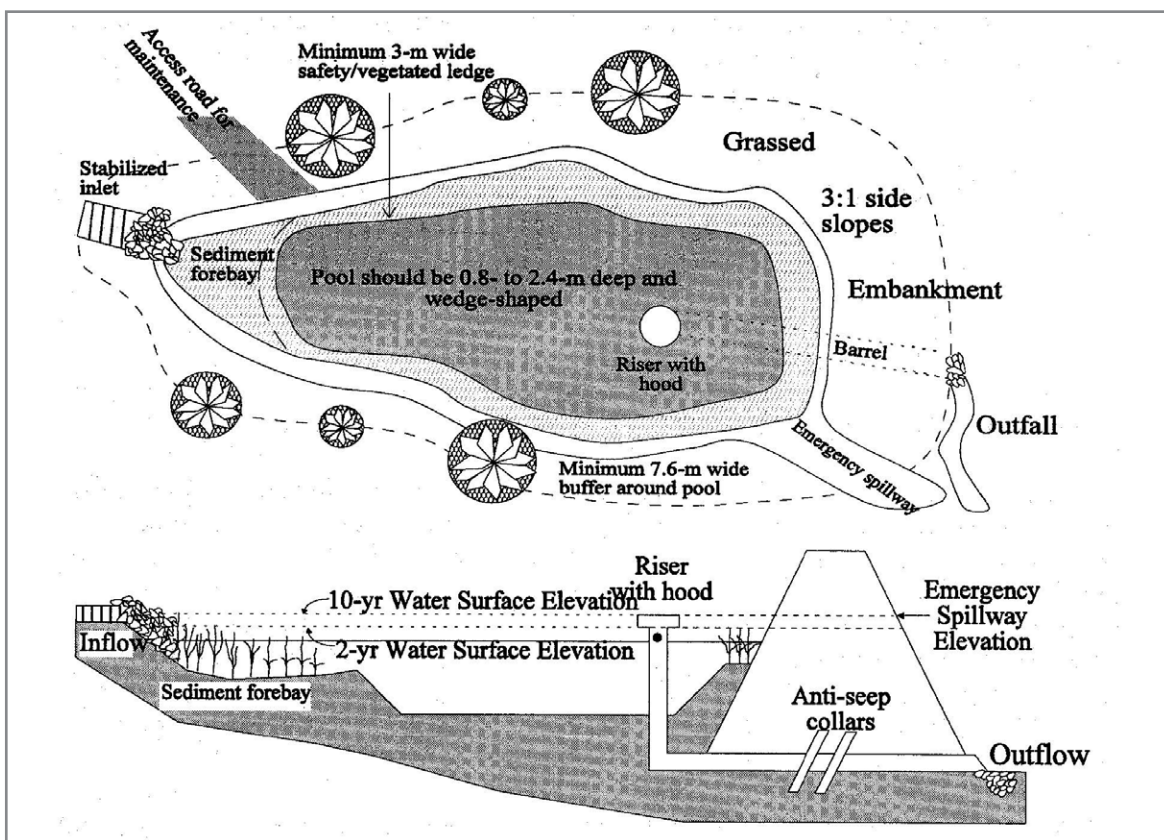 Access road for
maintenance
Minimum 3-m wide
safety/vegetated ledge
Grassed
Stabilized
inlet
3:1 side
slopes
Sediment
forebay
Pool should be 0.8- to 2.4-m deep and
wedge-shaped
Embankment
Barrel
Riser with
hood
Outfall
Emergency spillway
Minimum 7.6-m wide
buffer around pool
Riser
with hood
10-yr Water Surface Elevation
Emergency
Spillway
Elevation
Inflow
2-yr Water Surface Elevation
Sediment forebay
Anti-seep
collars
Outflow